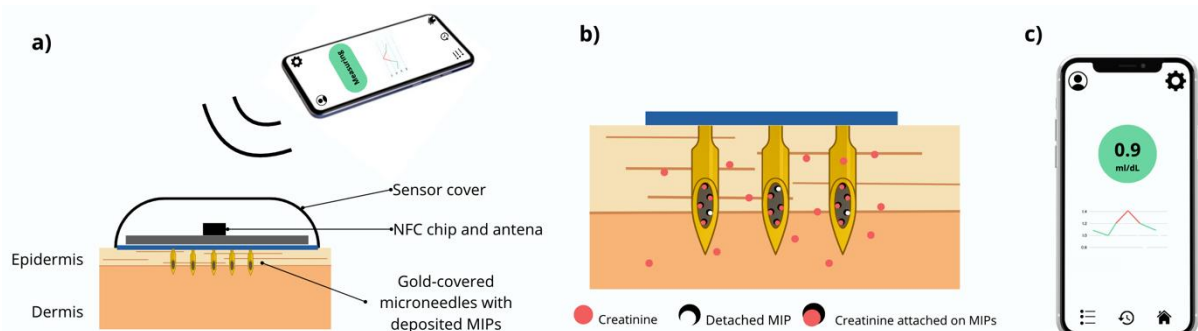 a)
Measuring
Sensor cover
NFC chip and antena
Epidermis
Dermis
Gold-covered
microneedles with
deposited MIPs
b)
Creatinine
Detached MIP
Creatinine attached on MIPs
c)
0.9
ml/dL